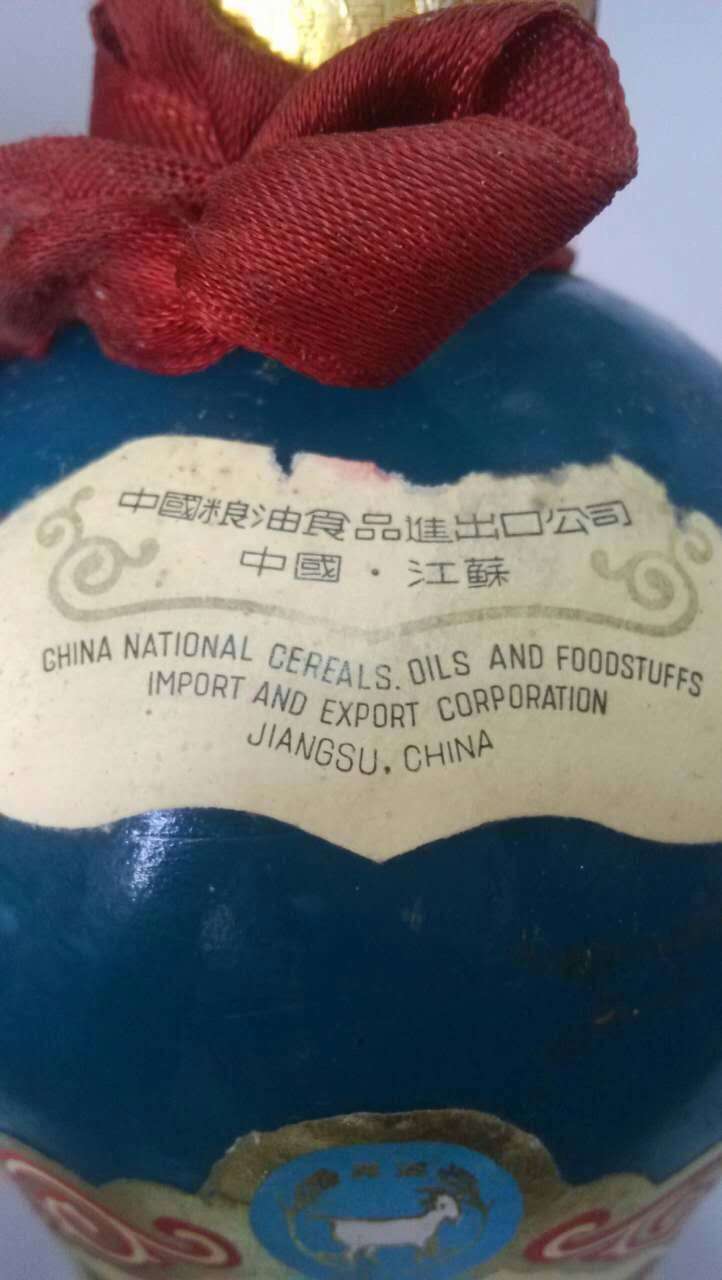 中國粮油食品進出口公司
中國·江蘇
CHINA NATIONAL CEREALS. OILS AND FOODSTUFFS
IMPORT AND EXPORT CORPORATION
JIANGSU, CHINA